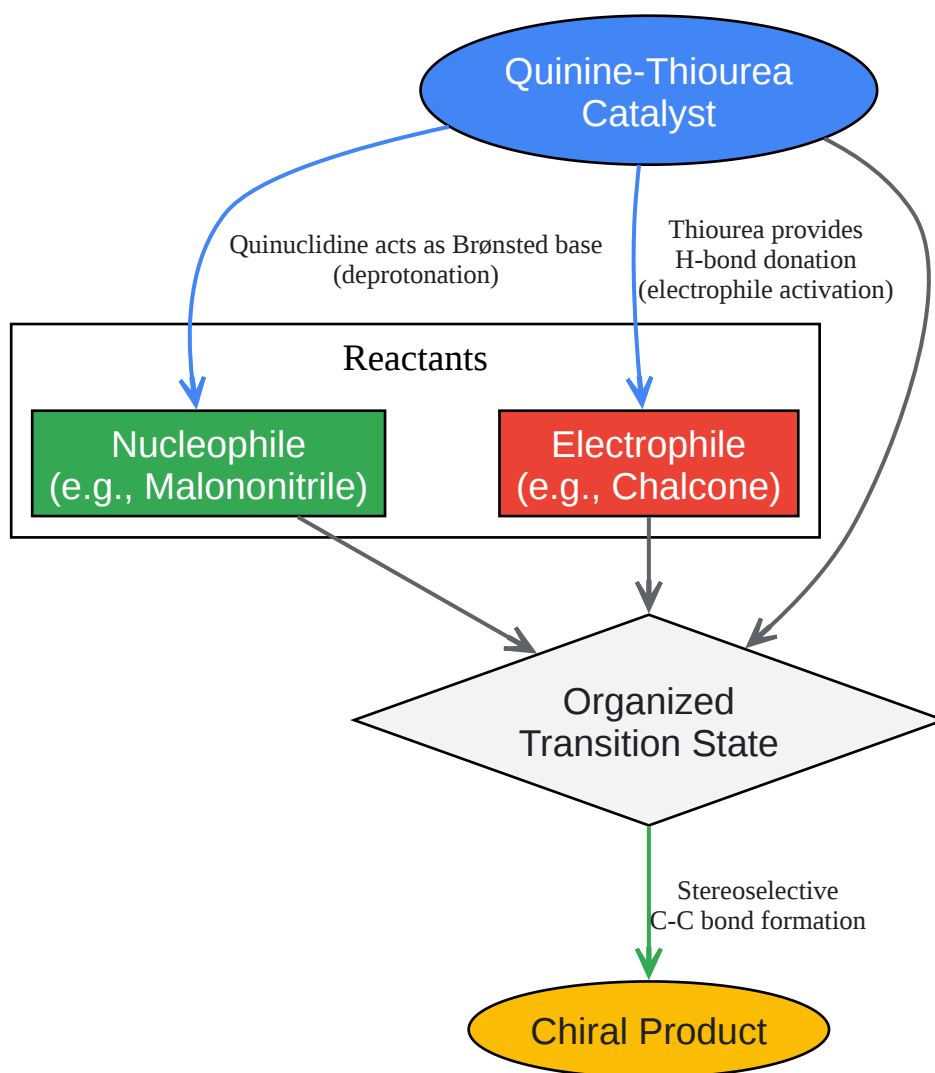 Quinine-Thiourea
Catalyst
Quinuclidine acts as Brønsted base
(deprotonation)
Thiourea provides
H-bond donation
(electrophile activation)
Reactants
Nucleophile
(e.g., Malononitrile)
Electrophile
(e.g., Chalcone)
Organized
Transition State
Stereoselective
C-C bond formation
Chiral Product